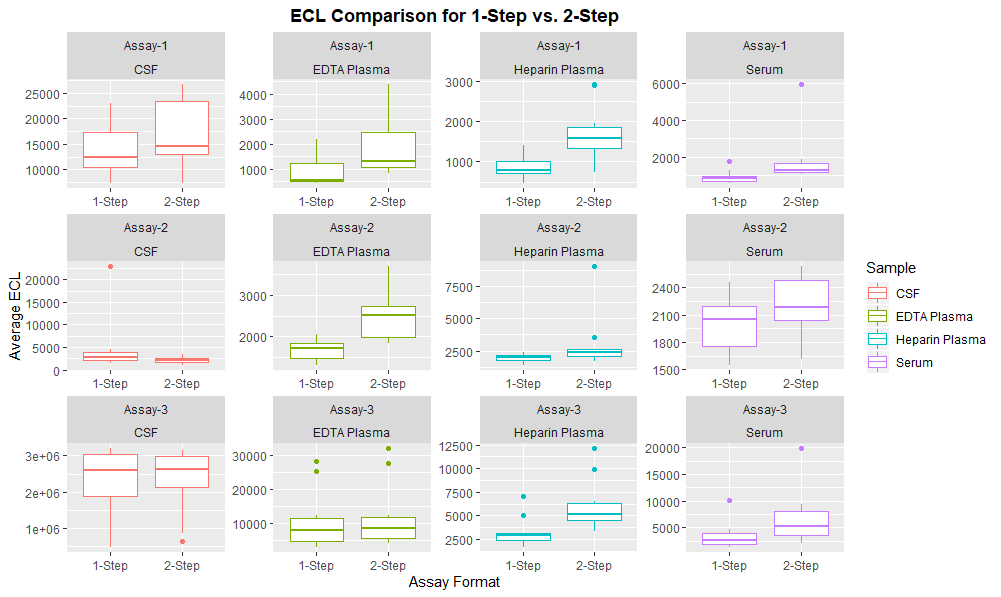 ECL Comparison for 1-Step vs. 2-Step
Assay-1 Assay-1 Assay-1 Assay-1
CSF EDTA Plasma Heparin Plasma Serum
25000
20000
15000
10000
4000
3000
2000
1000
3000
2000
1000
6000
4000
2000
1-Step 2-Step 1-Step 2-Step 1-Step 2-Step 1-Step 2-Step
Assay-2 Assay-2 Assay-2 Assay-2
CSF EDTA Plasma Heparin Plasma Serum
20000
15000
10000
5000
0
3000
2000
7500
5000
2500
2400
2100
1800
1500
1-Step 2-Step 1-Step 2-Step 1-Step 2-Step 1-Step 2-Step
Assay-3 Assay-3 Assay-3 Assay-3
CSF EDTA Plasma Heparin Plasma Serum
3e+06
2e+06
1e+06
30000
20000
10000
12500
10000
7500
5000
2500
20000
15000
10000
5000
1-Step 2-Step 1-Step 2-Step 1-Step 2-Step 1-Step 2-Step
Average ECL
Assay Format
Sample
CSF
EDTA Plasma
Heparin Plasma
Serum